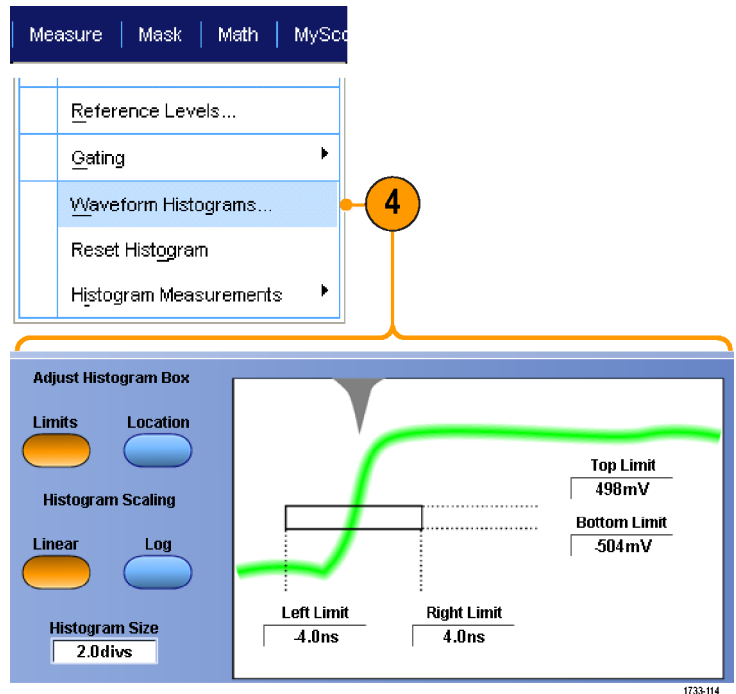 Measure Mask Math MySco
Reference Levels...
Gating
Waveform Histograms...
4
Reset Histogram
Histogram Measurements
Adjust Histogram Box
Limits Location
Histogram Scaling
Linear Log
Histogram Size
2.0divs
Top Limit
498mV
Bottom Limit
-504mV
Left Limit Right Limit
-4.0ns 4.0ns
1733-114